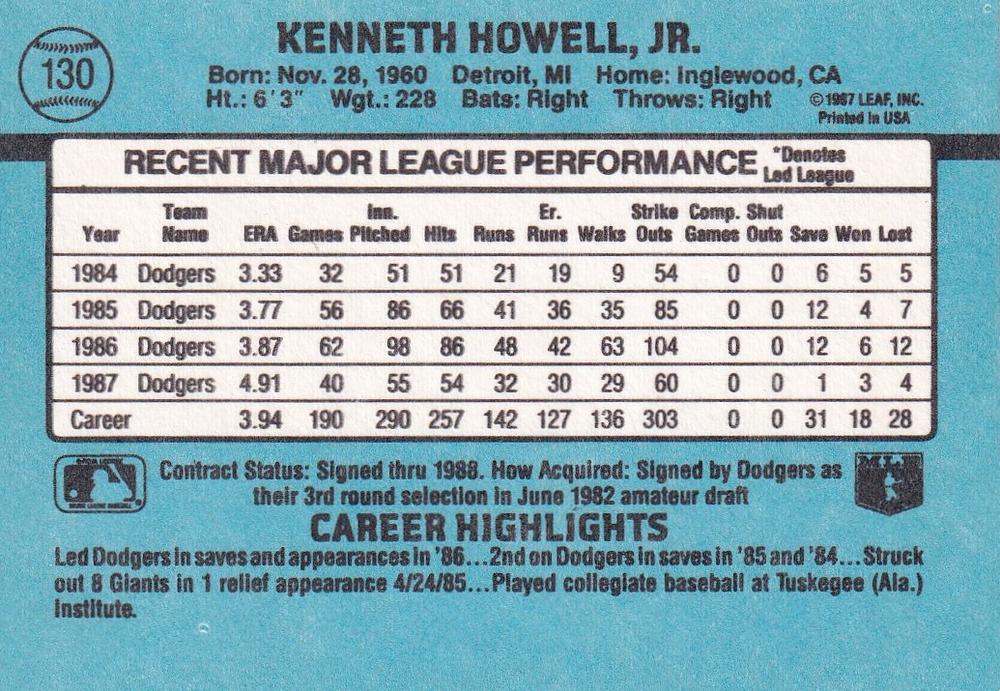 130
KENNETH HOWELL, JR.
Born: Nov. 28, 1960 Detroit, MI Home: Inglewood, CA
Ht.: 6'3" Wgt.: 228 Bats: Right Throws: Right
©1987 LEAF, INC.
Printed in USA
RECENT MAJOR LEAGUE PERFORMANCE
*Denotes
Led League
Year Team Name ERA Games Inn. Pitched Hits Runs Er. Runs Walks Strike Outs Comp. Games Shut Outs Save Won Lost
1984 Dodgers 3.33 32 51 51 21 19 9 54 0 0 6 5 5
1985 Dodgers 3.77 56 86 66 41 36 35 85 0 0 12 4 7
1986 Dodgers 3.87 62 98 86 48 42 63 104 0 0 12 6 12
1987 Dodgers 4.91 40 55 54 32 30 29 60 0 0 1 3 4
Career 3.94 190 290 257 142 127 136 303 0 0 31 18 28
Contract Status: Signed thru 1988. How Acquired: Signed by Dodgers as
their 3rd round selection in June 1982 amateur draft
CAREER HIGHLIGHTS
Led Dodgers in saves and appearances in '86...2nd on Dodgers in saves in '85 and '84...Struck
out 8 Giants in 1 relief appearance 4/24/85...Played collegiate baseball at Tuskegee (Ala.)
Institute.